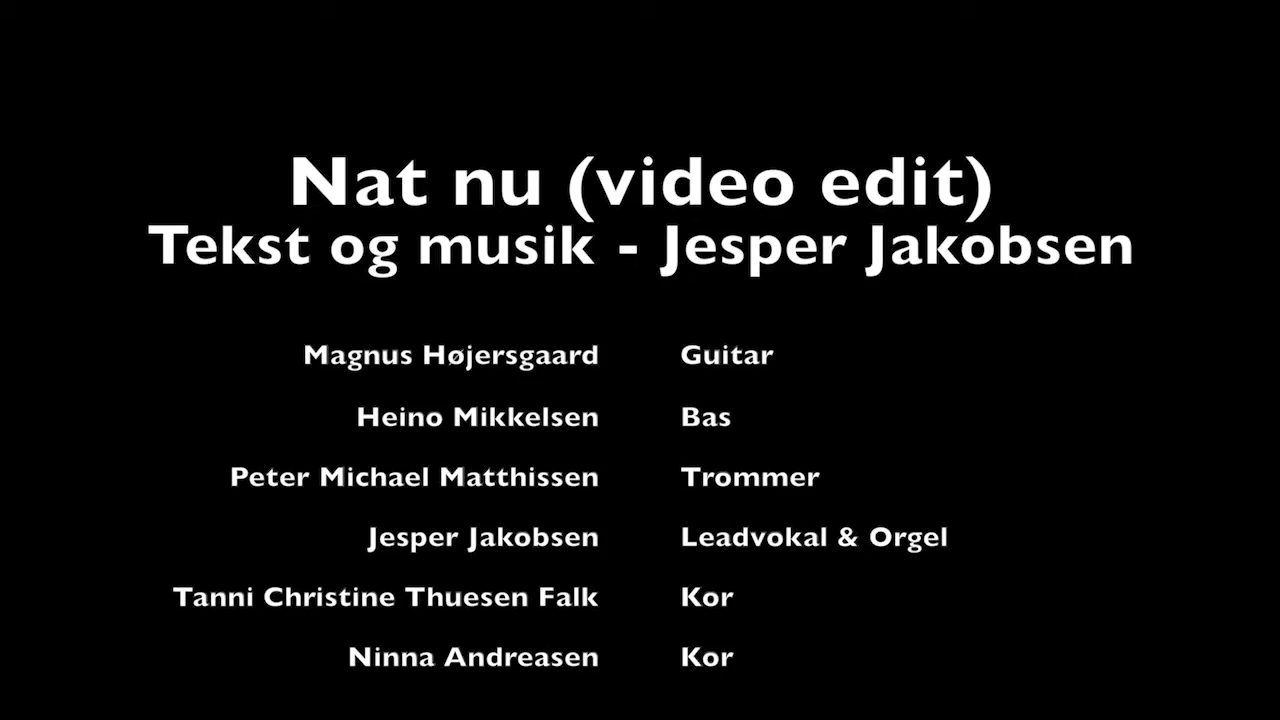 Nat nu (video edit)
Tekst og musik - Jesper Jakobsen
Magnus Højersgaard Guitar
Heino Mikkelsen Bas
Peter Michael Matthissen Trommer
Jesper Jakobsen Leadvokal & Orgel
Tanni Christine Thuesen Falk Kor
Ninna Andreasen Kor